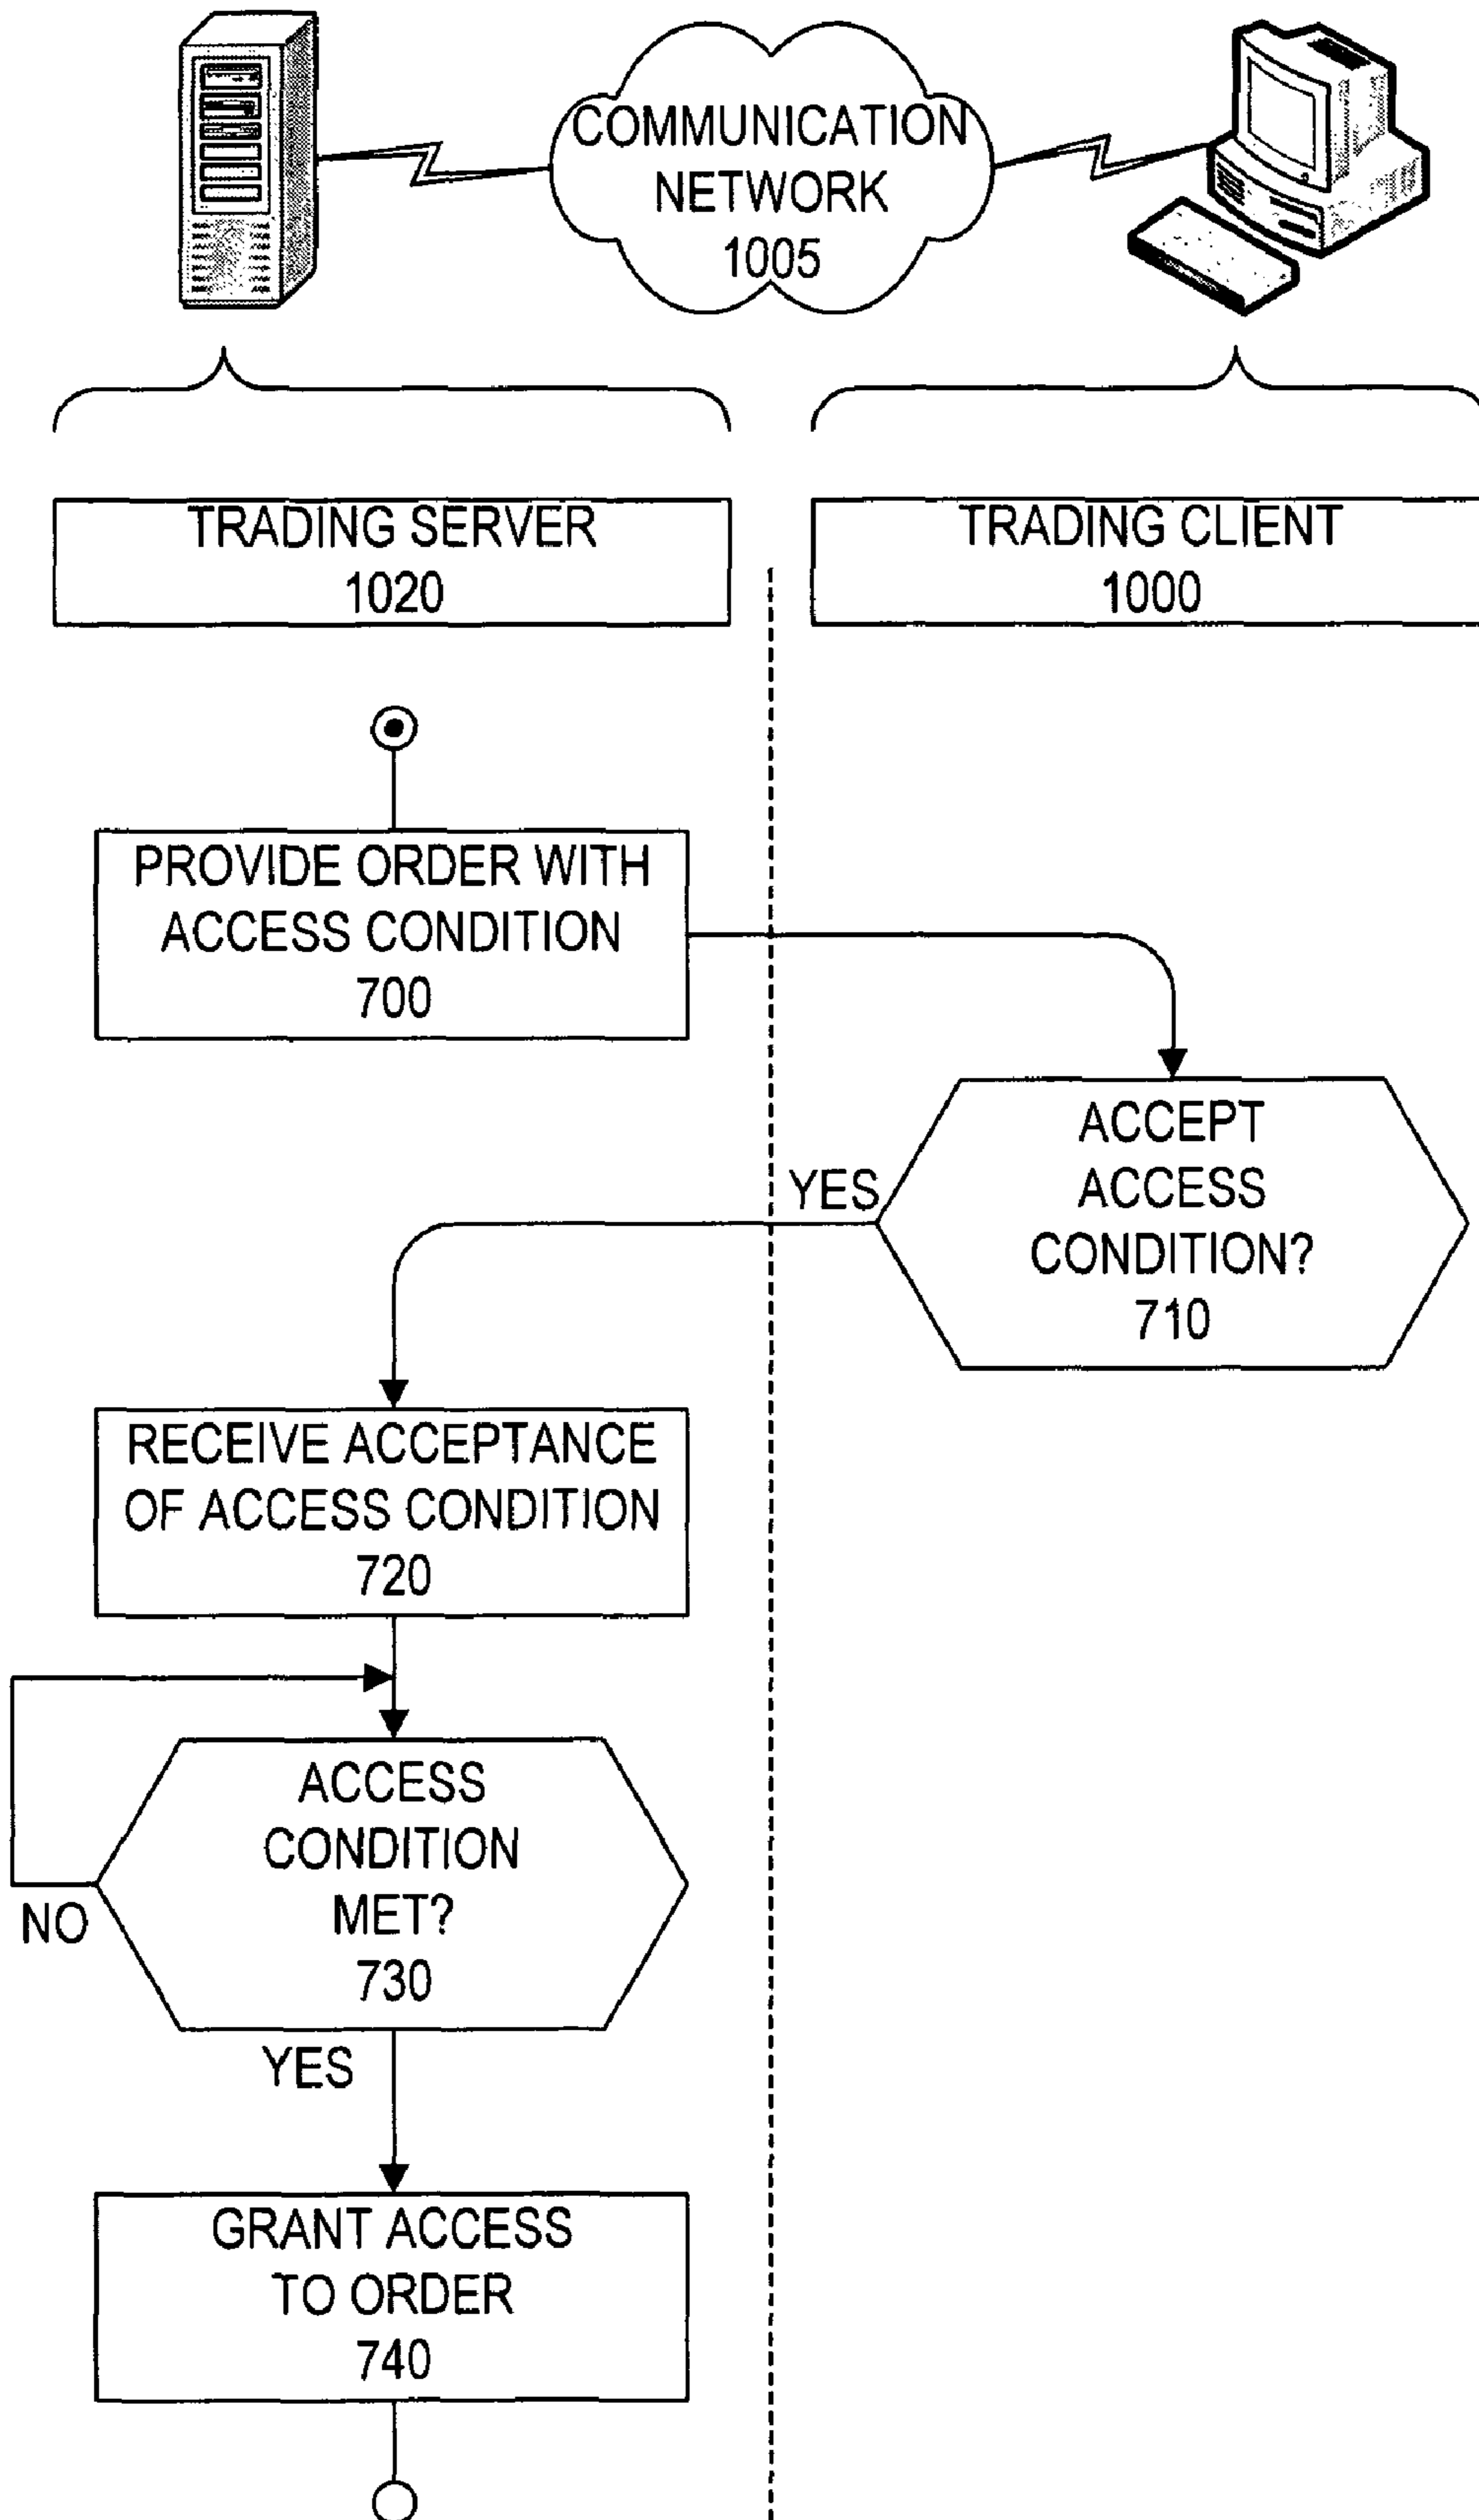 COMMUNICATION
NETWORK
1005
TRADING SERVER
1020
TRADING CLIENT
1000
PROVIDE ORDER WITH
ACCESS CONDITION
700
ACCEPT
ACCESS
CONDITION?
710
YES
RECEIVE ACCEPTANCE
OF ACCESS CONDITION
720
ACCESS
CONDITION
MET?
730
NO
YES
GRANT ACCESS
TO ORDER
740